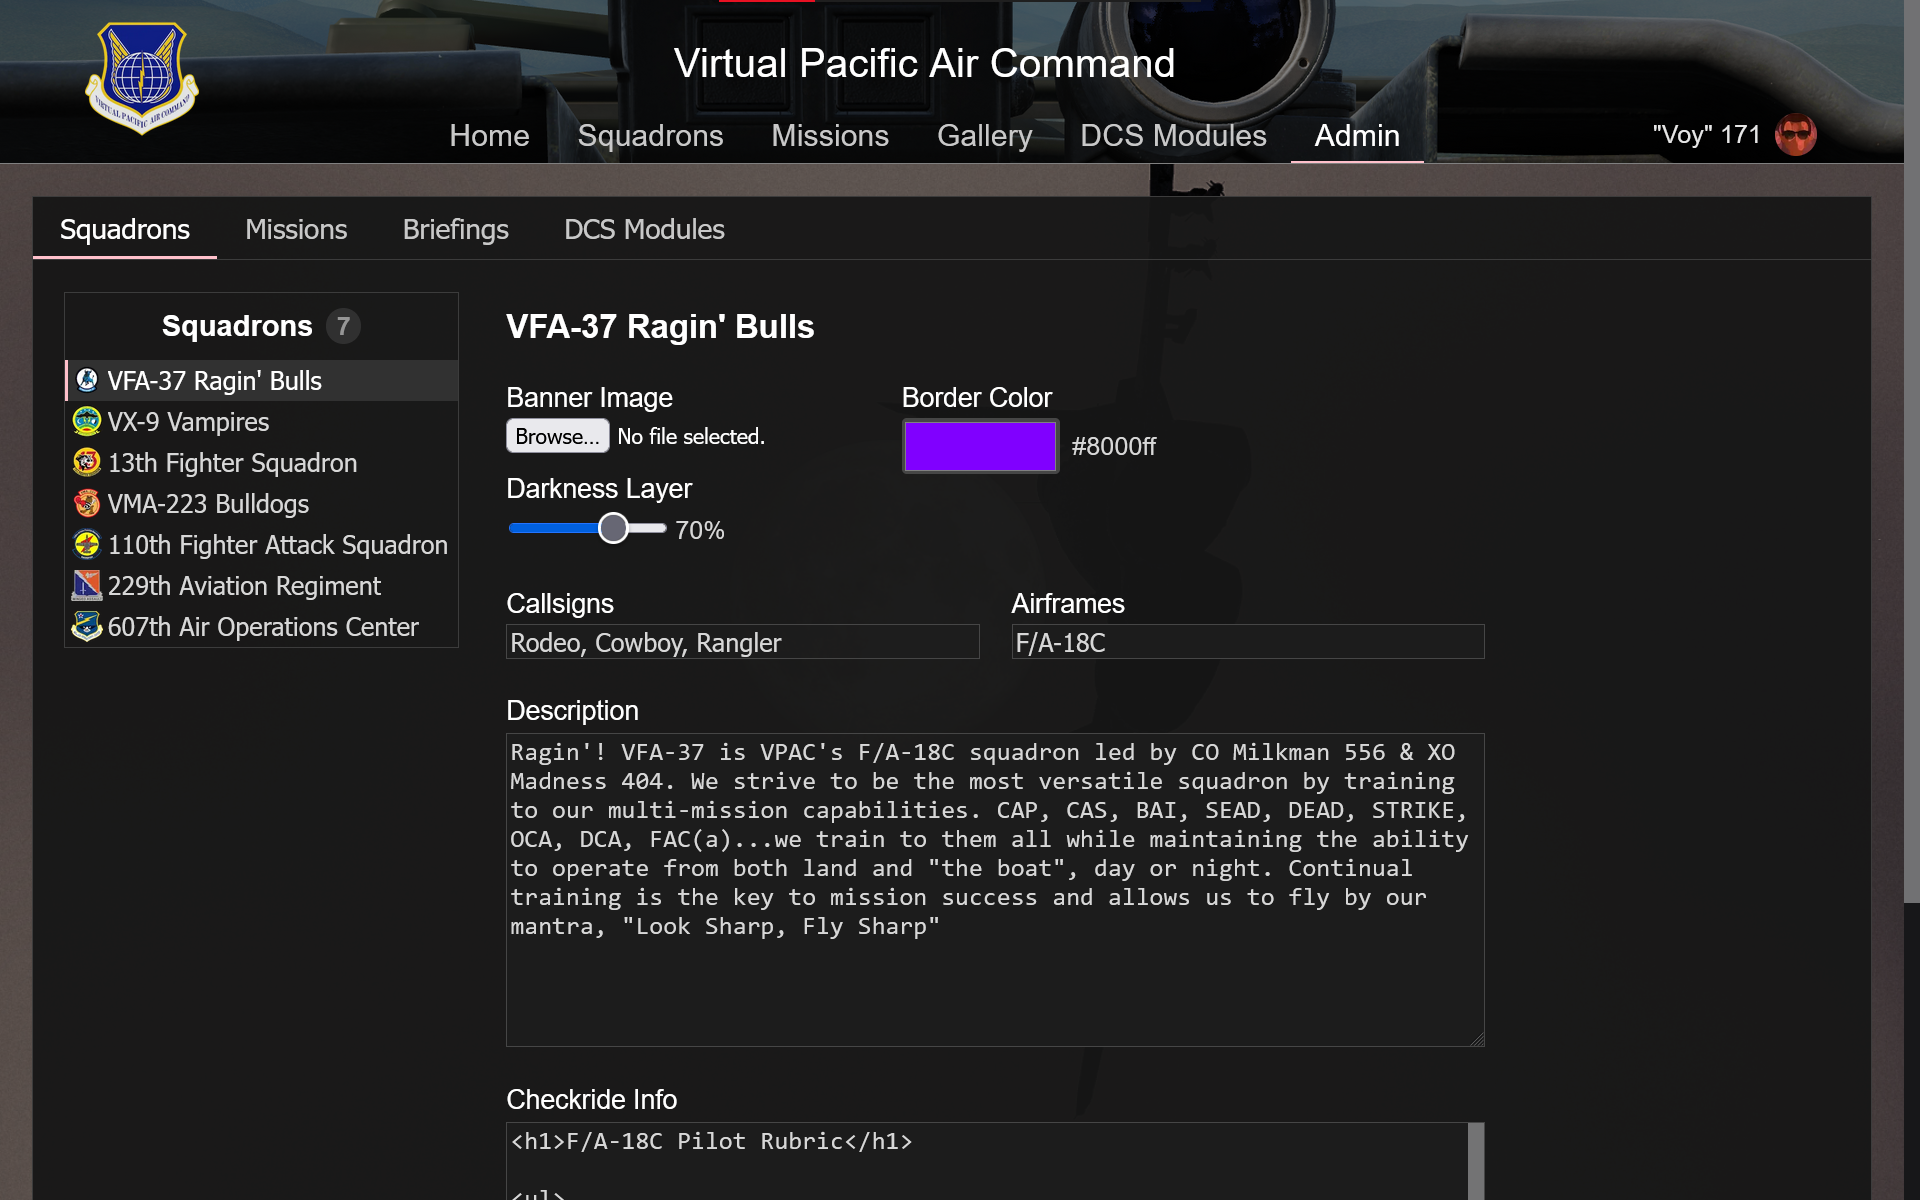 Virtual Pacific Air Command
VIRTUAL PACIFIC AIR COMMAND
Home Squadrons Missions Gallery DCS Modules Admin
"Voy" 171
Squadrons Missions Briefings DCS Modules
Squadrons 7
VFA-37 Ragin' Bulls
VX-9 Vampires
13th Fighter Squadron
VMA-223 Bulldogs
110th Fighter Attack Squadron
229th Aviation Regiment
607th Air Operations Center
VFA-37 Ragin' Bulls
Banner Image
Browse... No file selected.
Border Color
#8000ff
Darkness Layer
70%
Callsigns
Rodeo, Cowboy, Rangler
Airframes
F/A-18C
Description
Ragin'! VFA-37 is VPAC's F/A-18C squadron led by CO Milkman 556 & XO
Madness 404. We strive to be the most versatile squadron by training
to our multi-mission capabilities. CAP, CAS, BAI, SEAD, DEAD, STRIKE,
OCA, DCA, FAC(a)...we train to them all while maintaining the ability
to operate from both land and "the boat", day or night. Continual
training is the key to mission success and allows us to fly by our
mantra, "Look Sharp, Fly Sharp"
Checkride Info
<h1>F/A-18C Pilot Rubric</h1>
<ul>